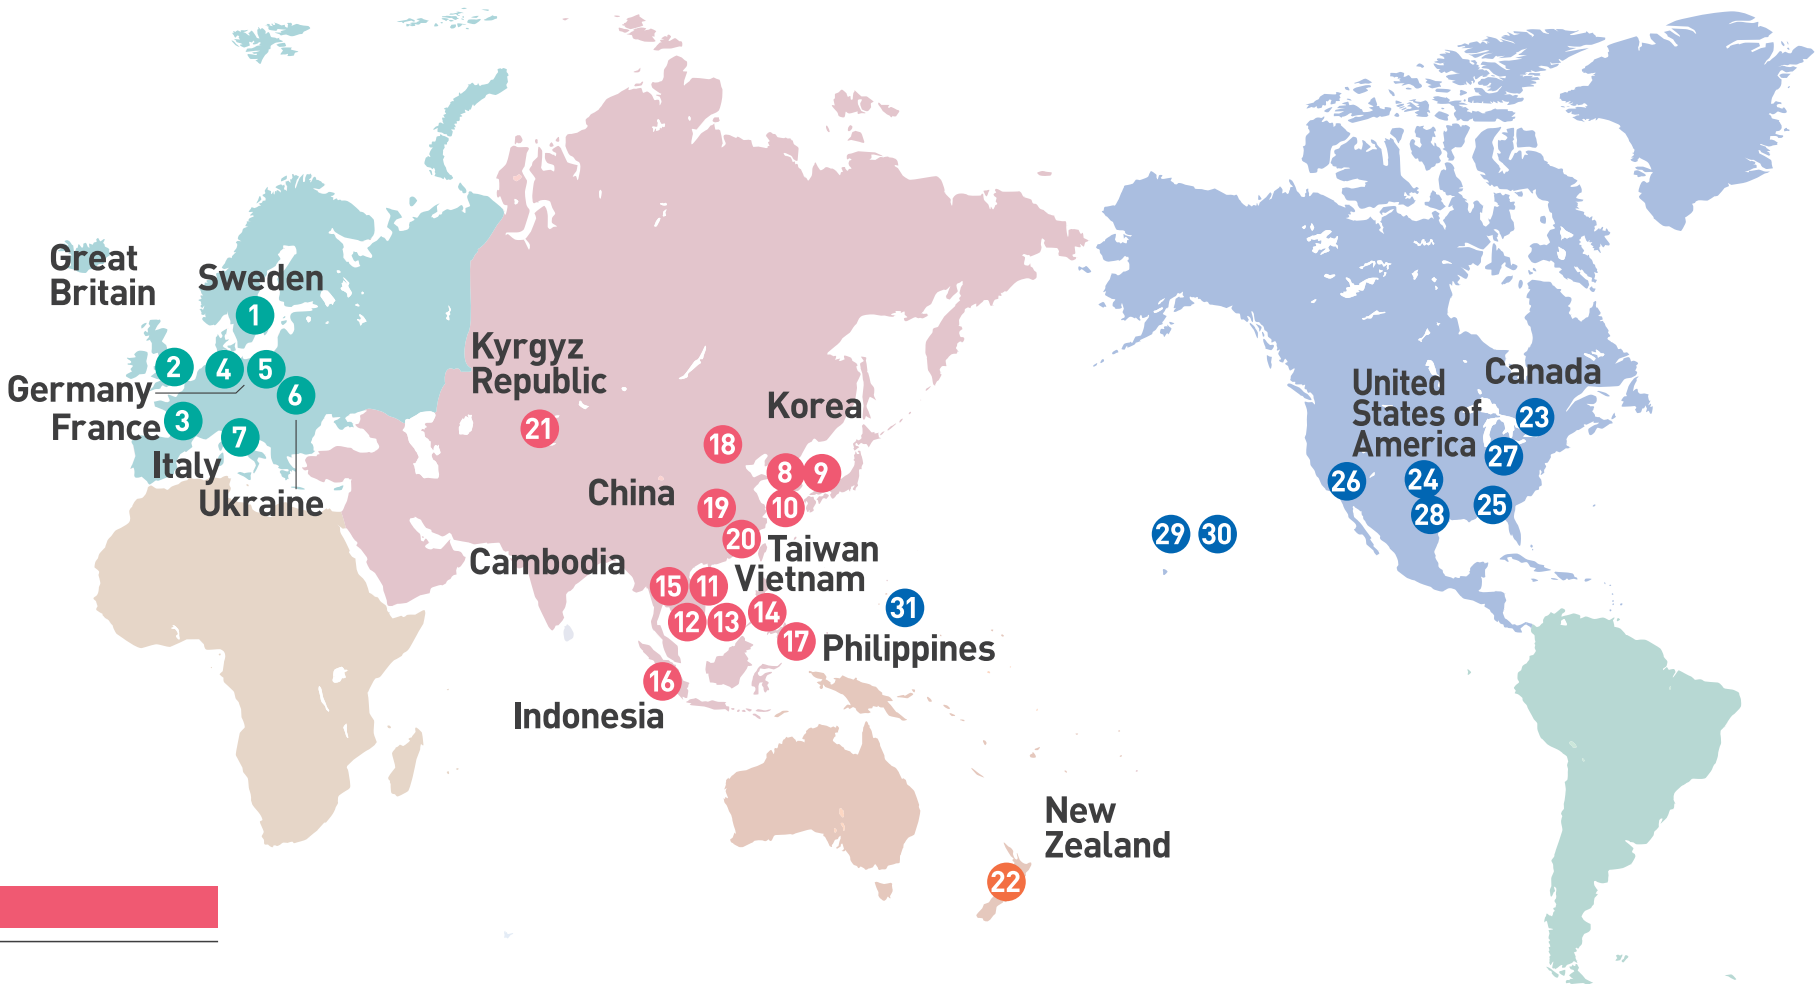 Great
Britain
Sweden
1
2
4
5
Germany
6
France
3
7
Italy
Ukraine
Kyrgyz
Republic
21
Korea
18
8
9
China
19
10
20
Taiwan
Cambodia
Vietnam
15
11
12
13
14
17
Philippines
16
Indonesia
31
29
30
New
Zealand
22
United
States of
America
Canada
23
27
26
24
28
25